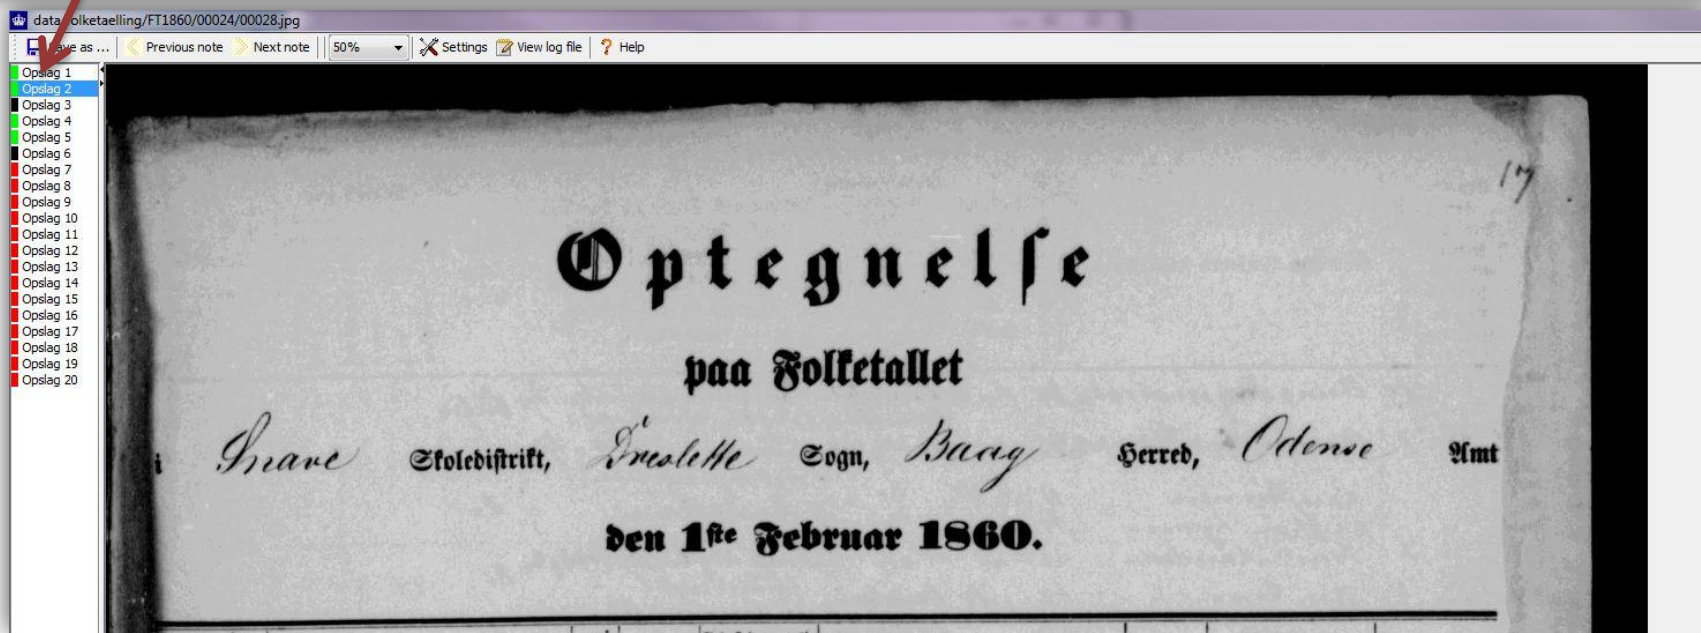 data/folketaelling/FT1860/00024/00028.jpg
Save as ... Previous note Next note 50% Settings View log file Help
Opslag 1
Opslag 2
Opslag 3
Opslag 4
Opslag 5
Opslag 6
Opslag 7
Opslag 8
Opslag 9
Opslag 10
Opslag 11
Opslag 12
Opslag 13
Opslag 14
Opslag 15
Opslag 16
Opslag 17
Opslag 18
Opslag 19
Opslag 20
17
Optegnelse
paa Folketallet
i Snave Skoledistrikt, Dreslette Sogn, Baag Herred, Odense Amt
den 1ste Februar 1860.